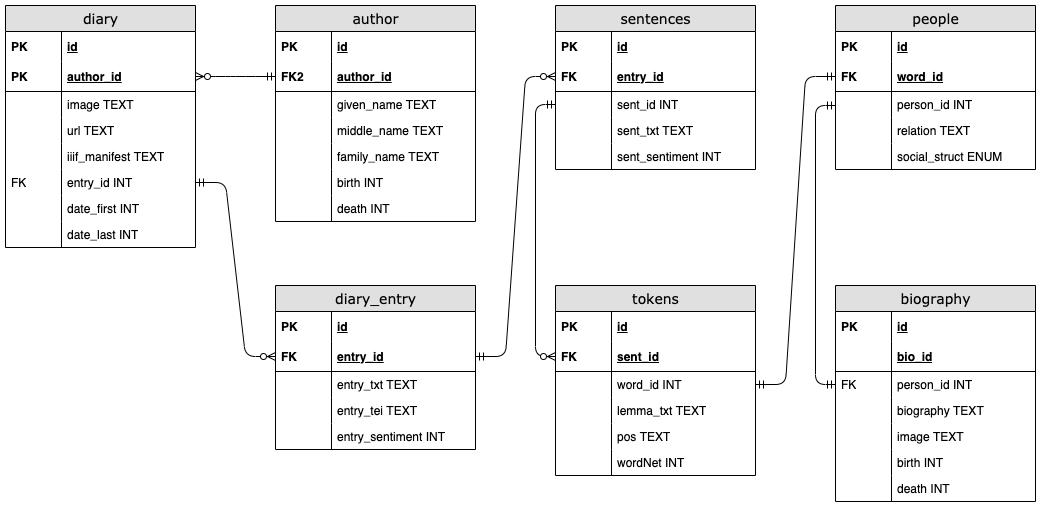 diary
PK id
PK author_id
image TEXT
url TEXT
iiif_manifest TEXT
FK entry_id INT
date_first INT
date_last INT
author
PK id
FK2 author_id
given_name TEXT
middle_name TEXT
family_name TEXT
birth INT
death INT
sentences
PK id
FK entry_id
sent_id INT
sent_txt TEXT
sent_sentiment INT
people
PK id
FK word_id
person_id INT
relation TEXT
social_struct ENUM
diary_entry
PK id
FK entry_id
entry_txt TEXT
entry_tei TEXT
entry_sentiment INT
tokens
PK id
FK sent_id
word_id INT
lemma_txt TEXT
pos TEXT
wordNet INT
biography
PK id
bio_id
FK person_id INT
biography TEXT
image TEXT
birth INT
death INT